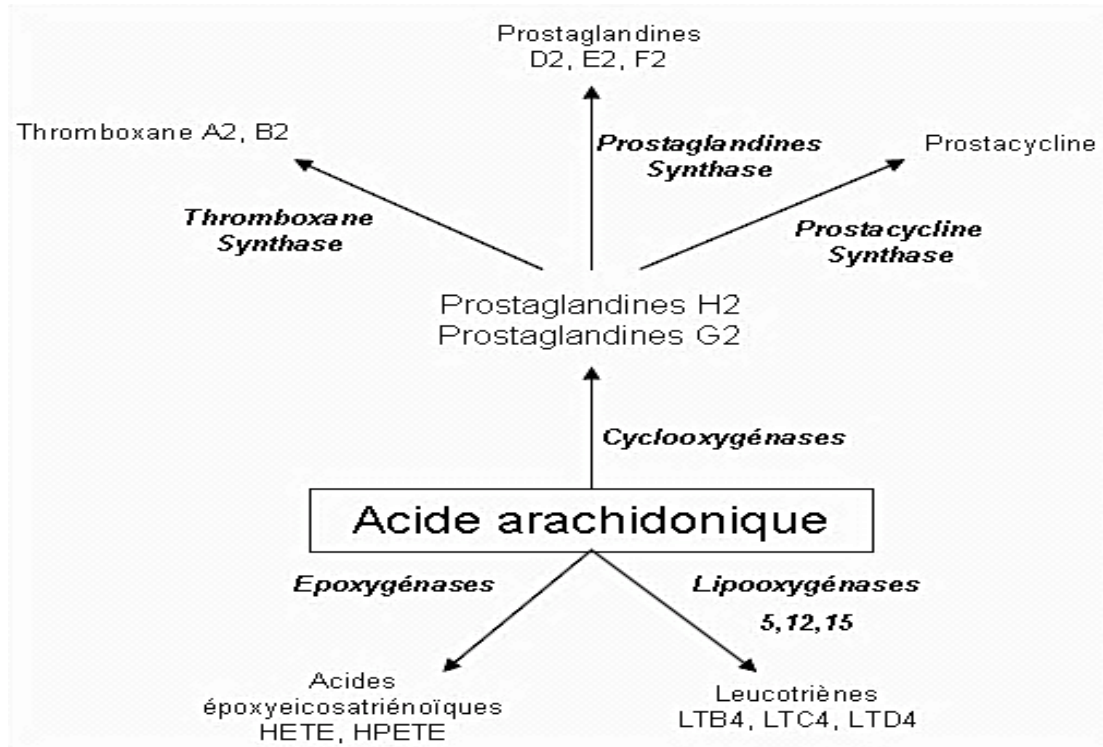 Prostaglandines
D2, E2, F2
Thromboxane A2, B2
Prostaglandines
Synthase
Prostacycline
Thromboxane
Synthase
Prostacycline
Synthase
Prostaglandines H2
Prostaglandines G2
Cyclooxygénases
Acide arachidonique
Epoxygénases
Lipooxygénases
5,12,15
Acides
époxyeicosatriénoïques
HETE, HPETE
Leucotriènes
LTB4, LTC4, LTD4